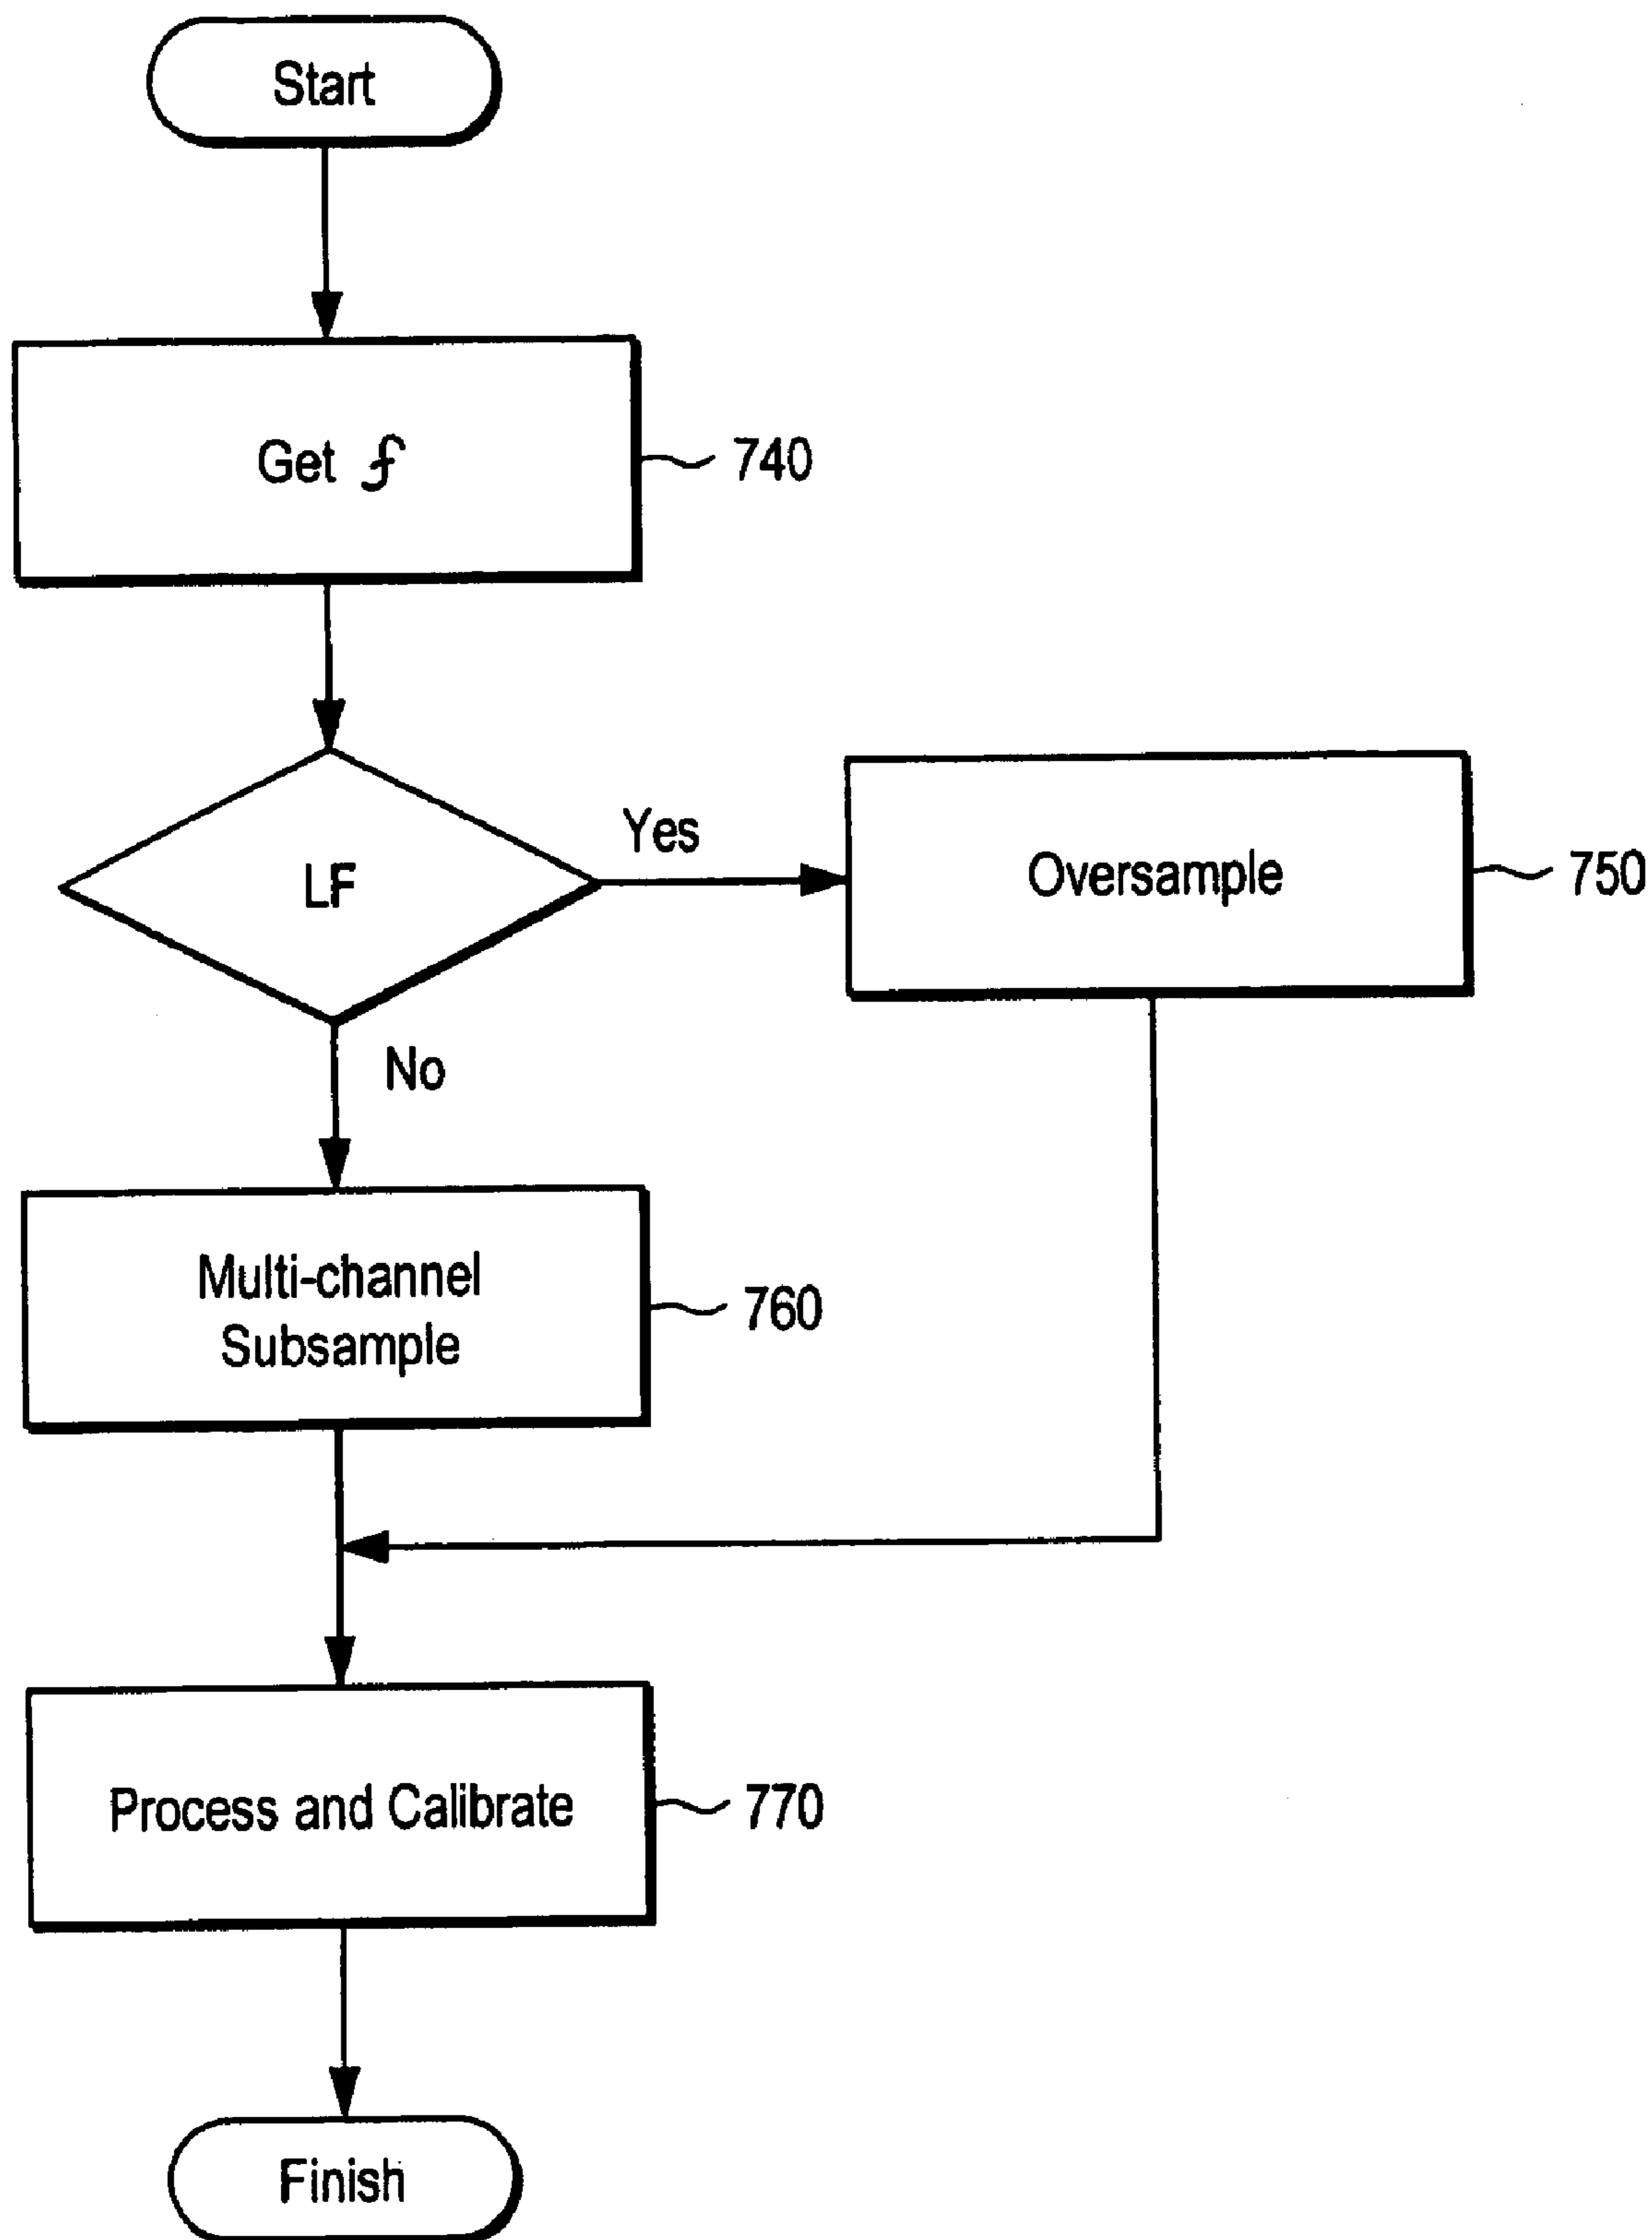 Start
Get f
740
LF
Yes
Oversample
750
No
Multi-channel
Subsample
760
Process and Calibrate
770
Finish